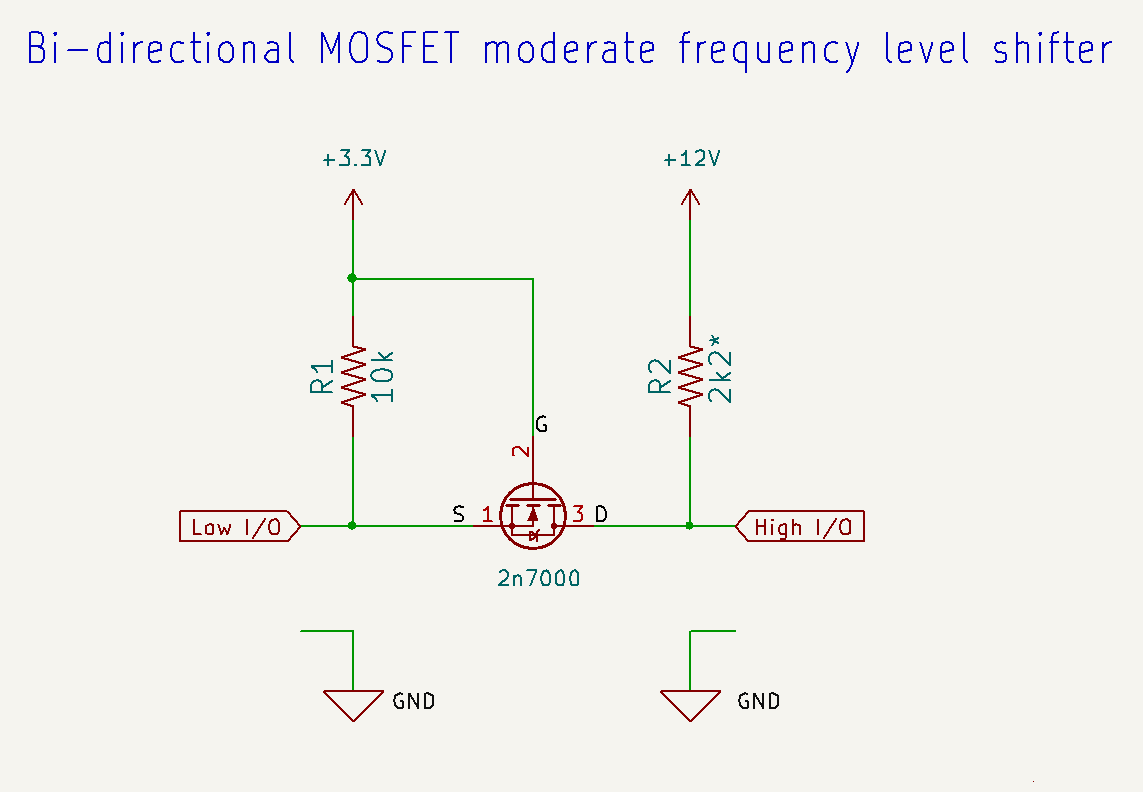 Bi-directional MOSFET moderate frequency level shifter
+3.3V
+12V
R1
10k
R2
2k2*
G
2
S
1
3
D
Low I/O
High I/O
2n7000
GND
GND